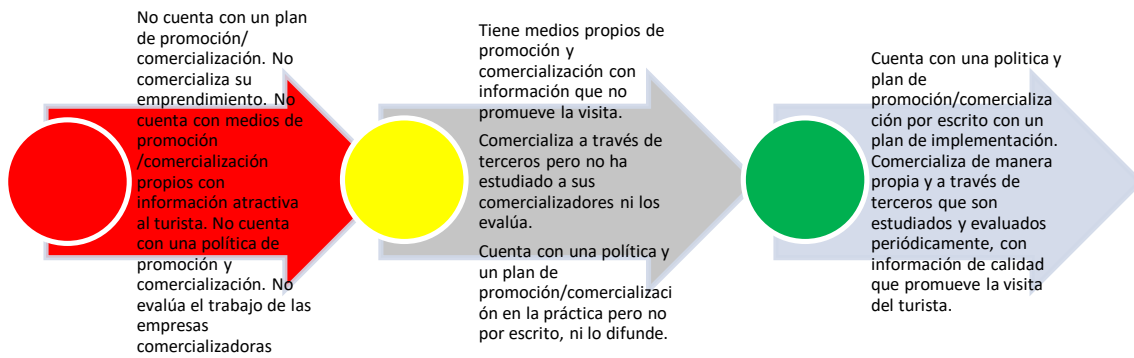 No cuenta con un plan
de promoción/
comercialización. No
comercializa su
emprendimiento. No
cuenta con medios de
promoción
/comercialización
propios con
información atractiva
al turista. No cuenta
con una política de
promoción y
comercialización. No
evalúa el trabajo de las
empresas
comercializadoras
Tiene medios propios de
promoción y
comercialización con
información que no
promueve la visita.
Comercializa a través de
terceros pero no ha
estudiado a sus
comercializadores ni los
evalúa.
Cuenta con una política y
un plan de
promoción/comercializaci
ón en la práctica pero no
por escrito, ni lo difunde.
Cuenta con una politica y
plan de
promoción/comercializa
ción por escrito con un
plan de implementación.
Comercializa de manera
propia y a través de
terceros que son
estudiados y evaluados
periódicamente, con
información de calidad
que promueve la visita
del turista.